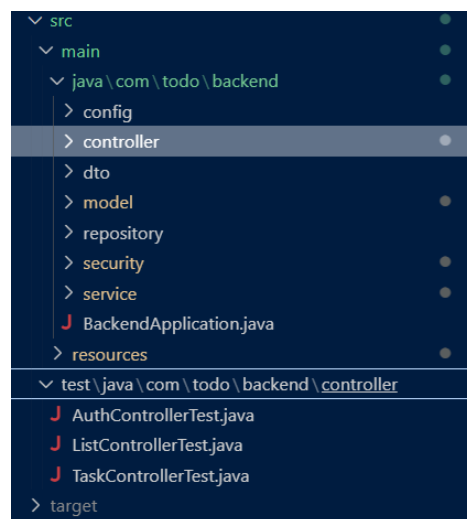 src
main
java\com\todo\backend
config
controller
dto
model
repository
security
service
J BackendApplication.java
resources
test\java\com\todo\backend\controller
J AuthControllerTest.java
J ListControllerTest.java
J TaskControllerTest.java
target